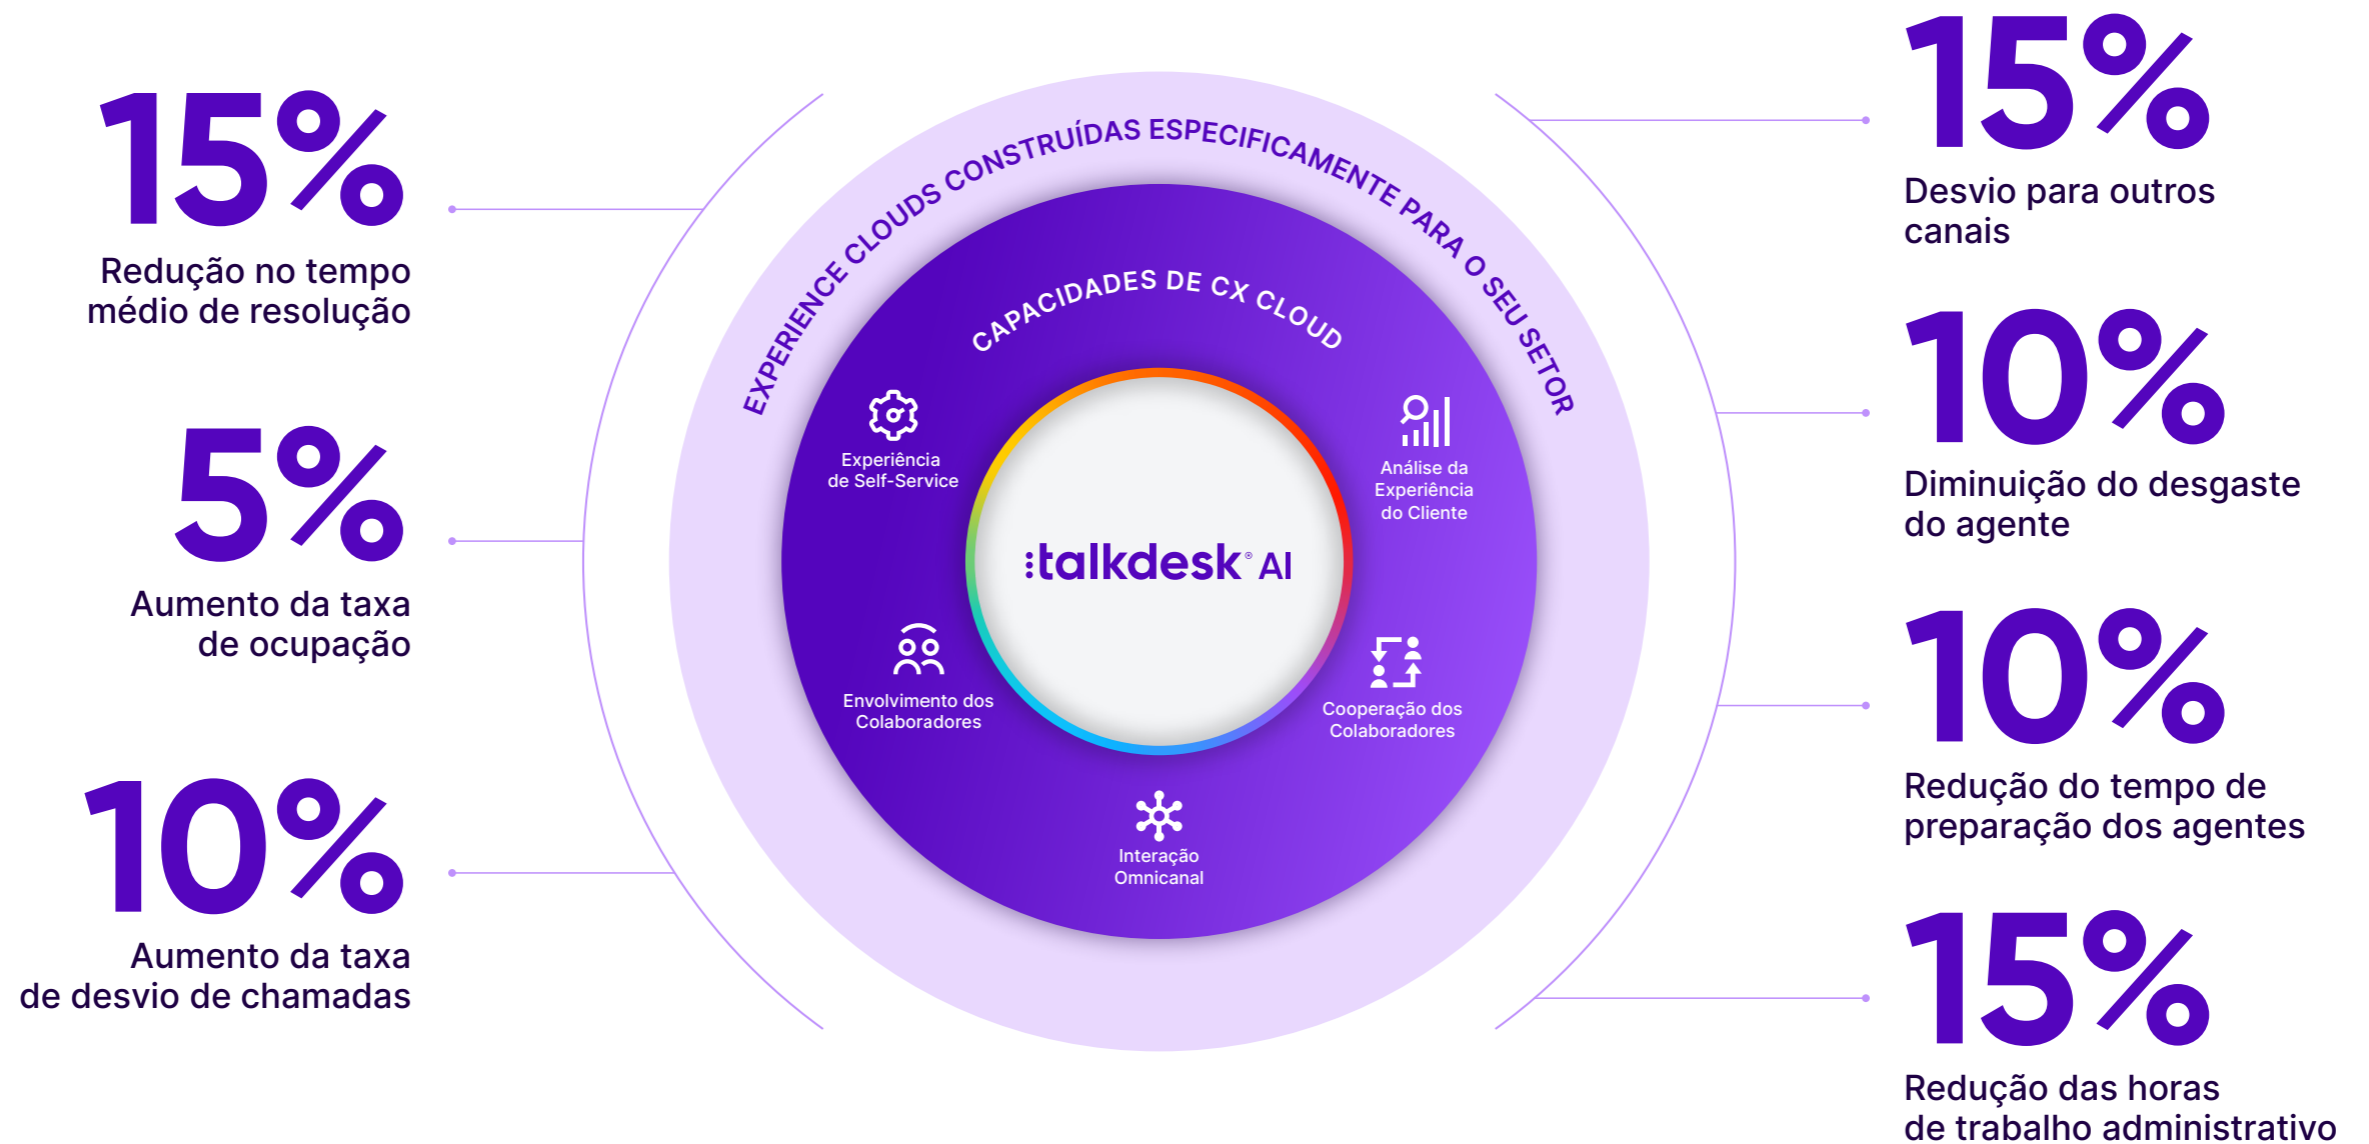 15%
Redução no tempo
médio de resolução
5%
Aumento da taxa
de ocupação
10%
Aumento da taxa
de desvio de chamadas
EXPERIENCE CLOUDS CONSTRUÍDAS ESPECIFICAMENTE PARA O SEU SETOR
CAPACIDADES DE CX CLOUD
Experiência
de Self-Service
Análise da
Experiência
do Cliente
talkdesk® AI
Envolvimento dos
Colaboradores
Cooperação dos
Colaboradores
Interação
Omnicanal
15%
Desvio para outros
canais
10%
Diminuição do desgaste
do agente
10%
Redução do tempo de
preparação dos agentes
15%
Redução das horas
de trabalho administrativo